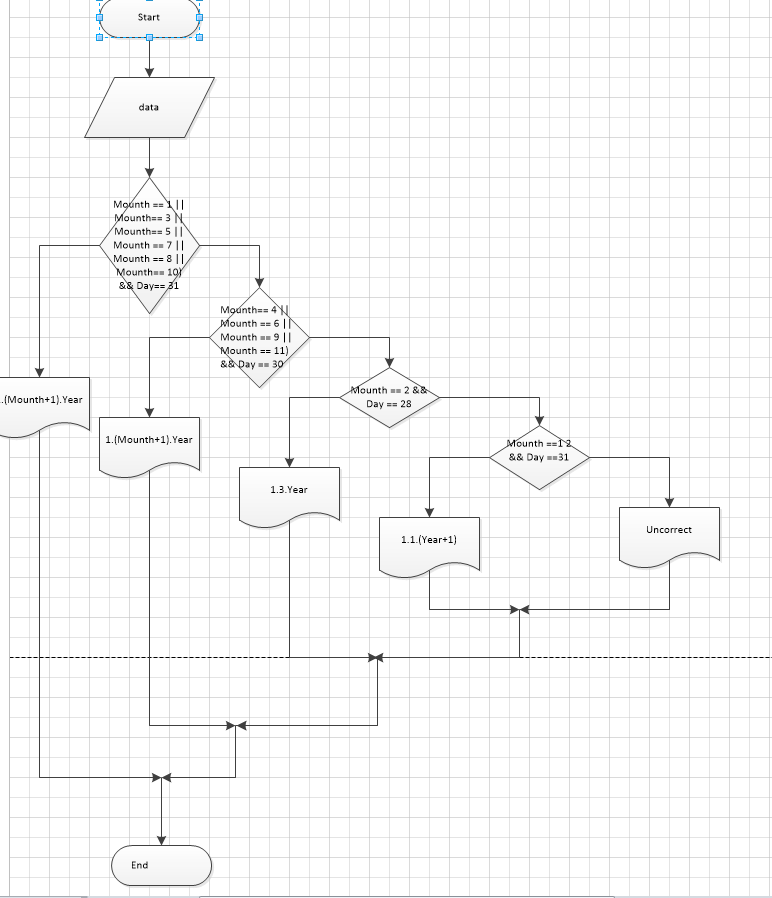 Start
data
Mounth == 1 ||
Mounth== 3 ||
Mounth== 5 ||
Mounth == 7 ||
Mounth == 8 ||
Mounth== 10)
&& Day== 31
Mounth== 4 ||
Mounth == 6 ||
Mounth == 9 ||
Mounth == 11)
&& Day == 30
Mounth == 2 &&
Day == 28
.(Mounth+1).Year
1.(Mounth+1).Year
Mounth ==1 2
&& Day ==31
1.3.Year
1.1.(Year+1)
Uncorrect
End